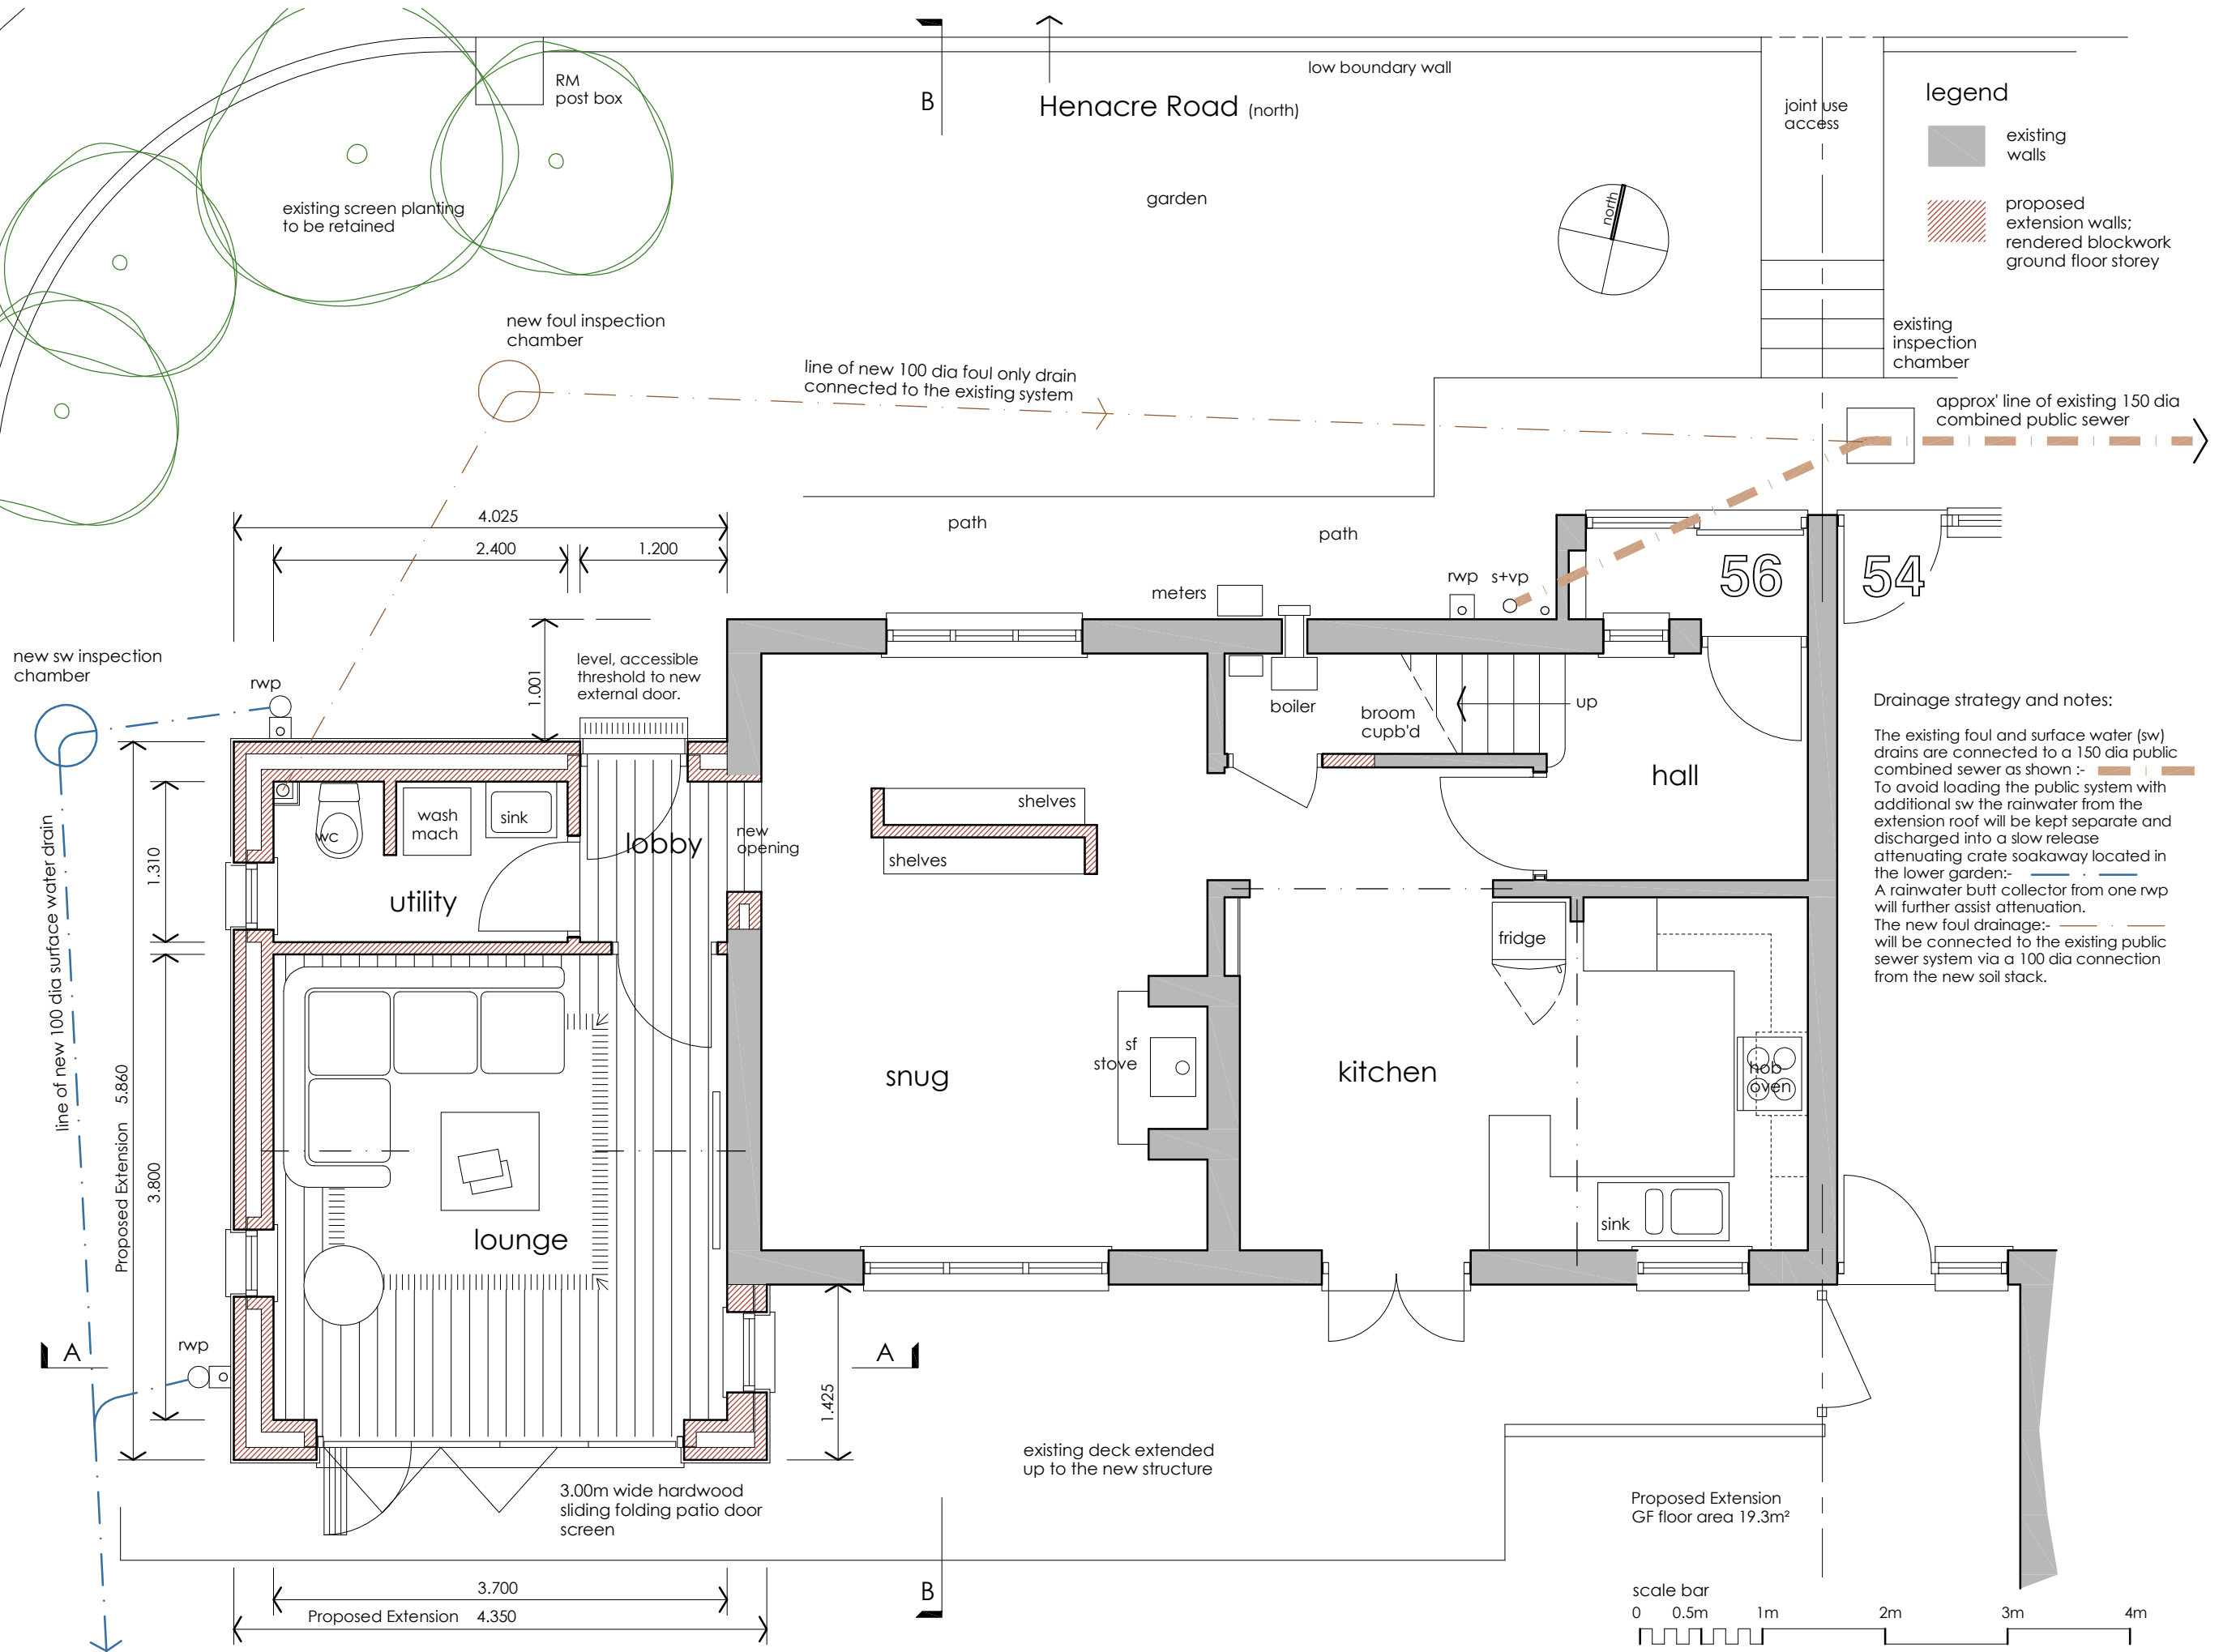 RM
post box
B
Henacre Road (north)
low boundary wall
joint use
access
legend
existing
walls
proposed
extension walls;
rendered blockwork
ground floor storey
garden
north
existing screen planting
to be retained
new foul inspection
chamber
line of new 100 dia foul only drain
connected to the existing system
existing
inspection
chamber
approx' line of existing 150 dia
combined public sewer
4.025
2.400
1.200
path
path
meters
rwp
s+vp
56
54
new sw inspection
chamber
rwp
1.001
level, accessible
threshold to new
external door.
boiler
broom
cupb'd
up
hall
Drainage strategy and notes:
The existing foul and surface water (sw)
drains are connected to a 150 dia public
combined sewer as shown :-
To avoid loading the public system with
additional sw the rainwater from the
extension roof will be kept separate and
discharged into a slow release
attenuating crate soakaway located in
the lower garden:-
A rainwater butt collector from one rwp
will further assist attenuation.
The new foul drainage:-
will be connected to the existing public
sewer system via a 100 dia connection
from the new soil stack.
wc
wash
mach
sink
lobby
new
opening
shelves
shelves
1.310
utility
fridge
line of new 100 dia surface water drain
Proposed Extension 5.860
3.800
snug
sf
stove
kitchen
hob
oven
lounge
sink
rwp
A
A
1.425
existing deck extended
up to the new structure
3.00m wide hardwood
sliding folding patio door
screen
Proposed Extension
GF floor area 19.3m²
3.700
Proposed Extension 4.350
B
scale bar
0 0.5m 1m 2m 3m 4m